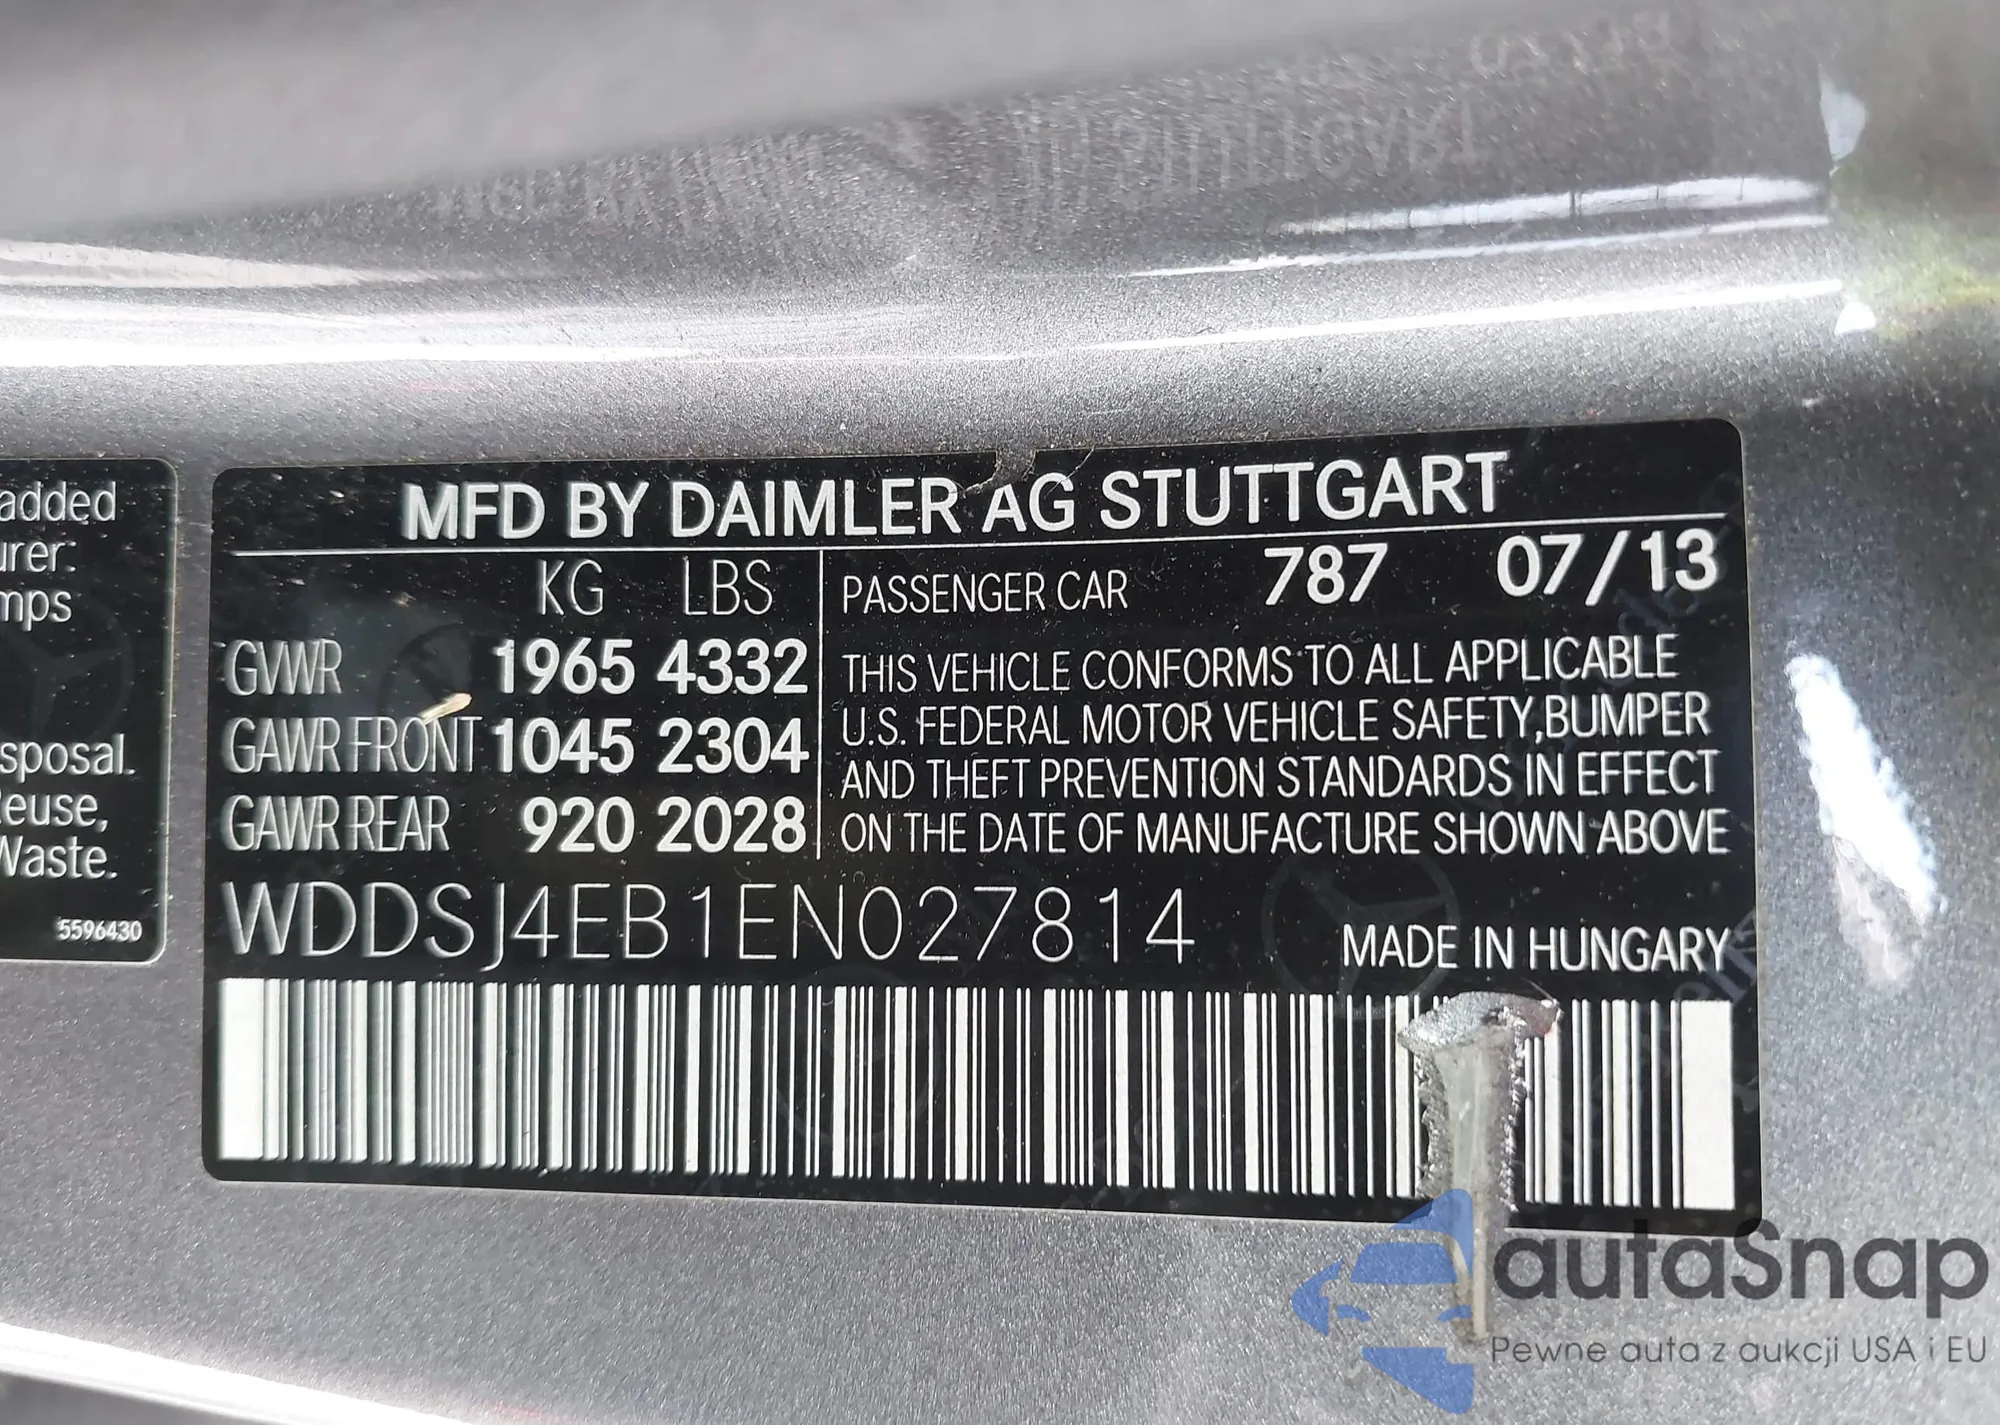 added
urer.
mps
sposal.
Reuse,
Waste.
5596430
MFD BY DAIMLER AG STUTTGART
KG LBS
GVWR 1965 4332
GAWR FRONT 1045 2304
GAWR REAR 920 2028
PASSENGER CAR 787 07/13
THIS VEHICLE CONFORMS TO ALL APPLICABLE
U.S. FEDERAL MOTOR VEHICLE SAFETY,BUMPER
AND THEFT PREVENTION STANDARDS IN EFFECT
ON THE DATE OF MANUFACTURE SHOWN ABOVE
WDDSJ4EB1EN027814
MADE IN HUNGARY
autaSnap
Pewne auta z aukcji USA i EU